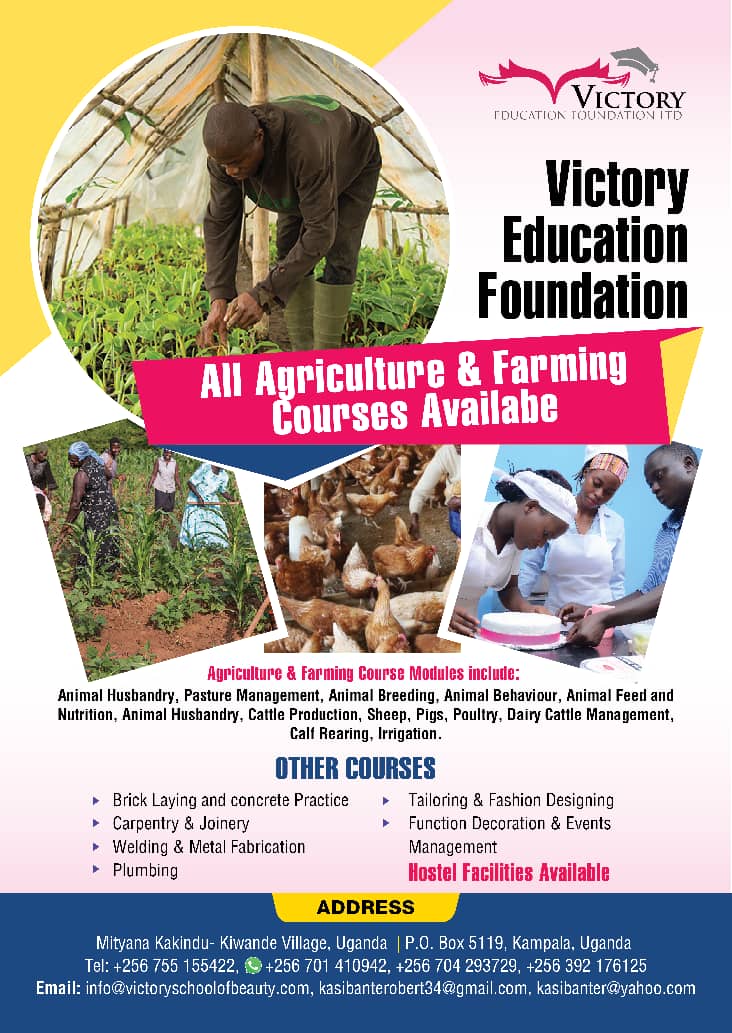 VICTORY
EDUCATION FOUNDATION LTD
Victory
Education
Foundation
All Agriculture & Farming
Courses Availabe
Agriculture & Farming Course Modules include:
Animal Husbandry, Pasture Management, Animal Breeding, Animal Behaviour, Animal Feed and
Nutrition, Animal Husbandry, Cattle Production, Sheep, Pigs, Poultry, Dairy Cattle Management,
Calf Rearing, Irrigation.
OTHER COURSES
Brick Laying and concrete Practice
Carpentry & Joinery
Welding & Metal Fabrication
Plumbing
Tailoring & Fashion Designing
Function Decoration & Events
Management
Hostel Facilities Available
ADDRESS
Mityana Kakindu- Kiwande Village, Uganda | P.O. Box 5119, Kampala, Uganda
Tel: +256 755 155422, +256 701 410942, +256 704 293729, +256 392 176125
Email: info@victoryschoolofbeauty.com, kasibanterobert34@gmail.com, kasibanter@yahoo.com